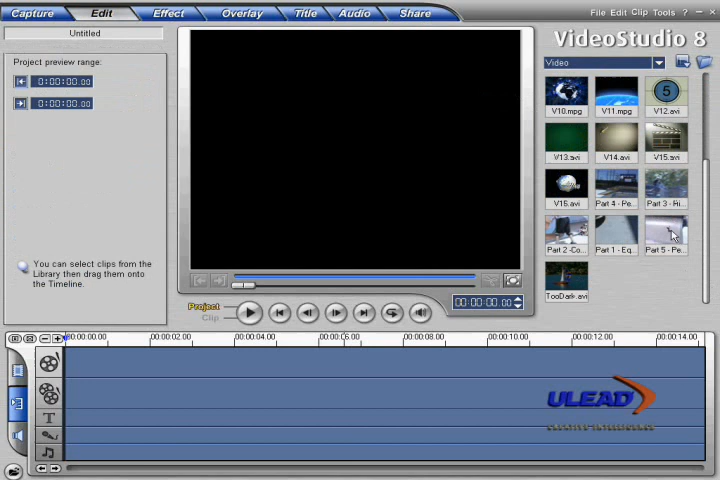 Capture Edit Effect Overlay Title Audio Share
File Edit Clip Tools ? – ×
Untitled
VideoStudio 8
Project preview range:
0:00:00.00
0:00:00.00
Video
V10.mpg V11.mpg V12.avi
V13.avi V14.avi V15.avi
V16.avi Part 4 - Pe... Part 3 - Ri...
Part 2 -Co... Part 1 - Eq... Part 5 - Pe...
TooDark.avi
You can select clips from the
Library then drag them onto
the Timeline.
Project
Clip
00:00:00.00
00:00:00.00 00:00:02.00 00:00:04.00 00:00:06.00 00:00:08.00 00:00:10.00 00:00:12.00 00:00:14.00
T
ULEAD
CREATIVE INTELLIGENCE